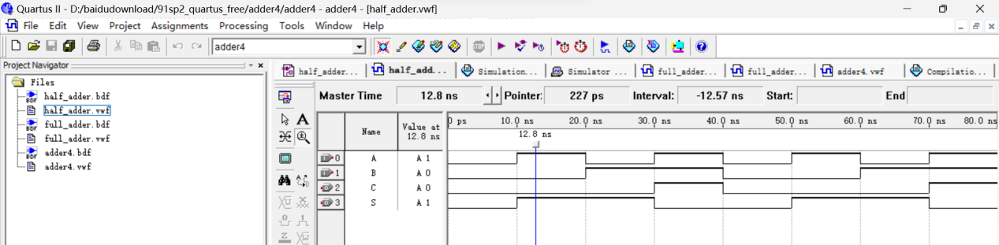 Quartus II - D:/baidudownload/91sp2_quartus_free/adder4/adder4 - adder4 - [half_adder.vwf]
File Edit View Project Assignments Processing Tools Window Help
adder4
Project Navigator
half_adder... half_add... Simulation... Simulator ... full_adder... full_adder... adder4.vwf Compilatio...
Files
half_adder.bdf
half_adder.vwf
full_adder.bdf
full_adder.vwf
adder4.bdf
adder4.vwf
Master Time 12.8 ns Pointer: 227 ps Interval: -12.57 ns Start: End
Name Value at 12.8 ns
0 ps 10.0 ns 20.0 ns 30.0 ns 40.0 ns 50.0 ns 60.0 ns 70.0 ns 80.0 ns
12.8 ns
0 A A 1
1 B A 0
2 C A 0
3 S A 1